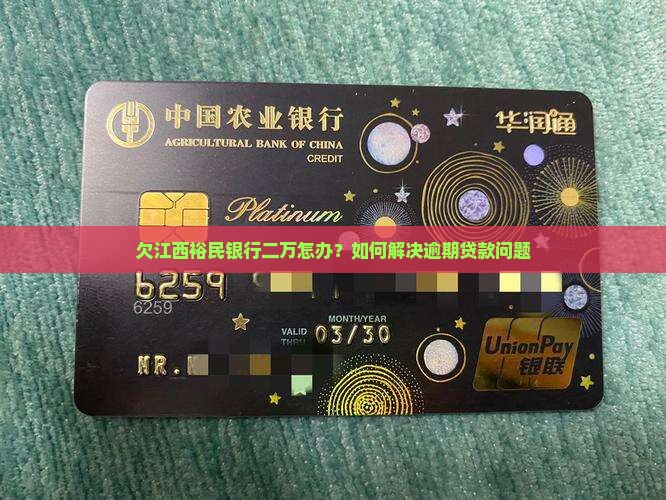 中国农业银行
AGRICULTURAL BANK OF CHINA
CREDIT
华润通
Platinum
欠江西裕民银行二万怎办？如何解决逾期贷款问题
6259
6259
MONTH/YEAR
VALID THRU 03/30
MR.
UnionPay
银联